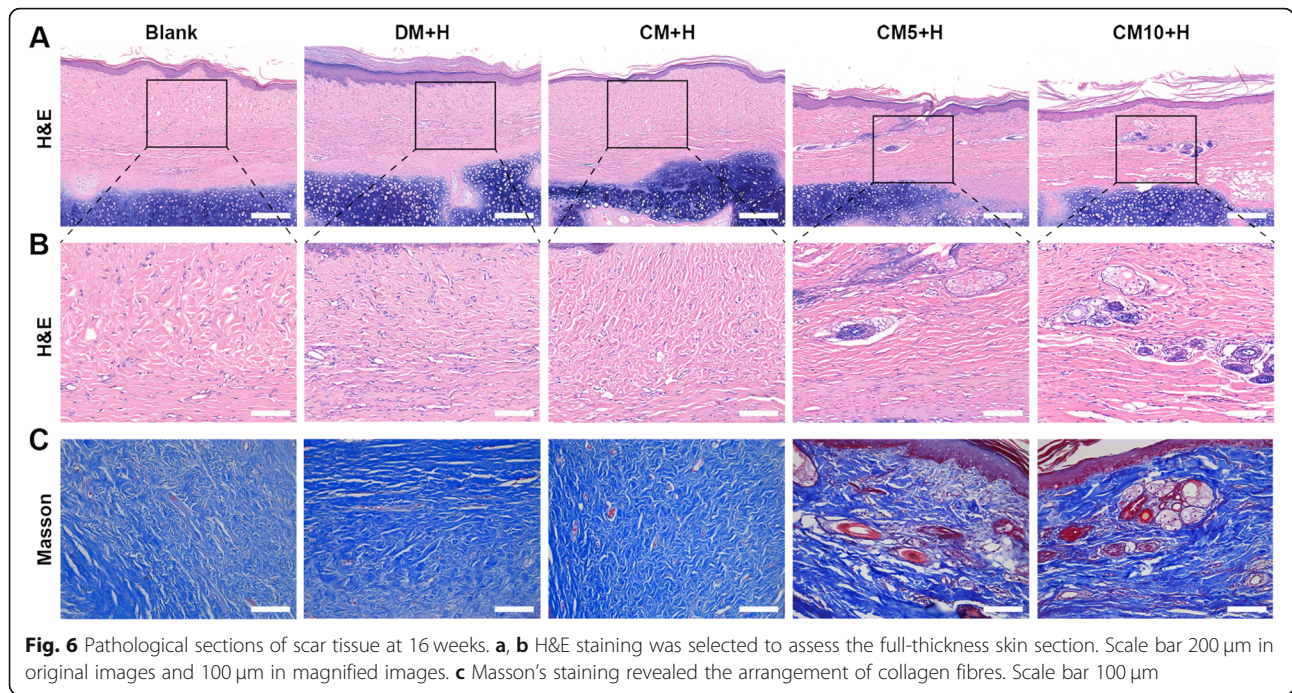 A
Blank
DM+H
CM+H
CM5+H
CM10+H
H&E
B
H&E
C
Masson
Fig. 6 Pathological sections of scar tissue at 16 weeks. a, b H&E staining was selected to assess the full-thickness skin section. Scale bar 200 μm in
original images and 100 μm in magnified images. c Masson's staining revealed the arrangement of collagen fibres. Scale bar 100 μm